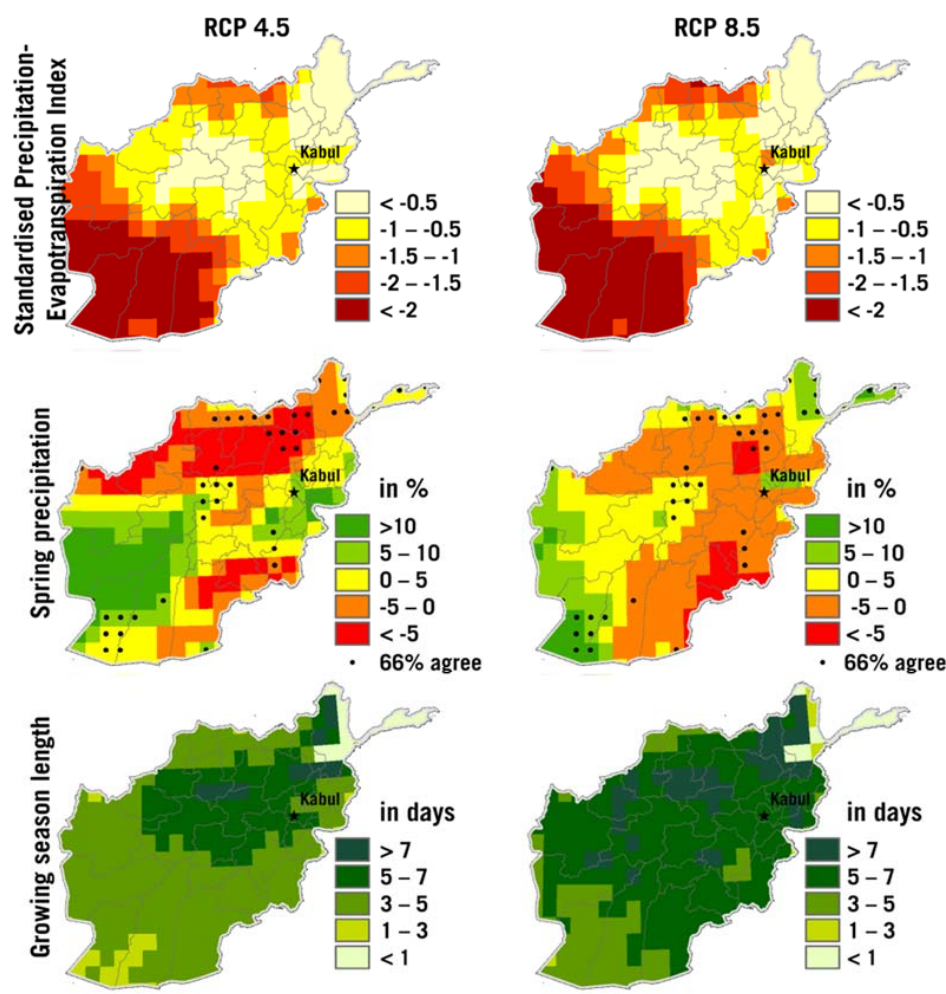 RCP 4.5
RCP 8.5
Standardised Precipitation-
Evapotranspiration Index
Kabul
< -0.5
-1 – -0.5
-1.5 – -1
-2 – -1.5
< -2
Kabul
< -0.5
-1 – -0.5
-1.5 – -1
-2 – -1.5
< -2
Spring precipitation
Kabul
in %
>10
5 – 10
0 – 5
-5 – 0
< -5
66% agree
Kabul
in %
>10
5 – 10
0 – 5
-5 – 0
< -5
66% agree
Growing season length
Kabul
in days
> 7
5 – 7
3 – 5
1 – 3
< 1
Kabul
in days
> 7
5 – 7
3 – 5
1 – 3
< 1